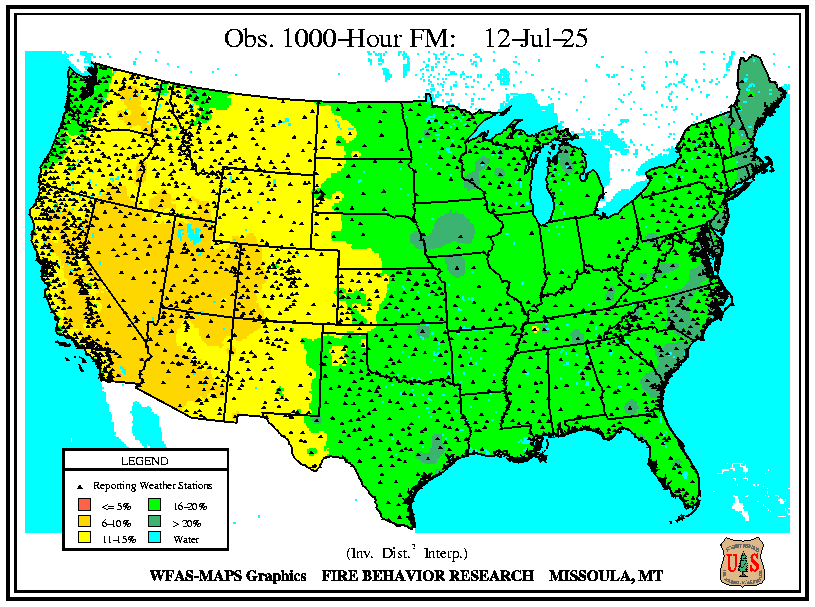 Obs. 1000-Hour FM: 12-Jul-25
LEGEND
Reporting Weather Stations
<= 5%
16-20%
6-10%
> 20%
11-15%
Water
(Inv. Dist.² Interp.)
WFAS-MAPS Graphics FIRE BEHAVIOR RESEARCH MISSOULA, MT
U S